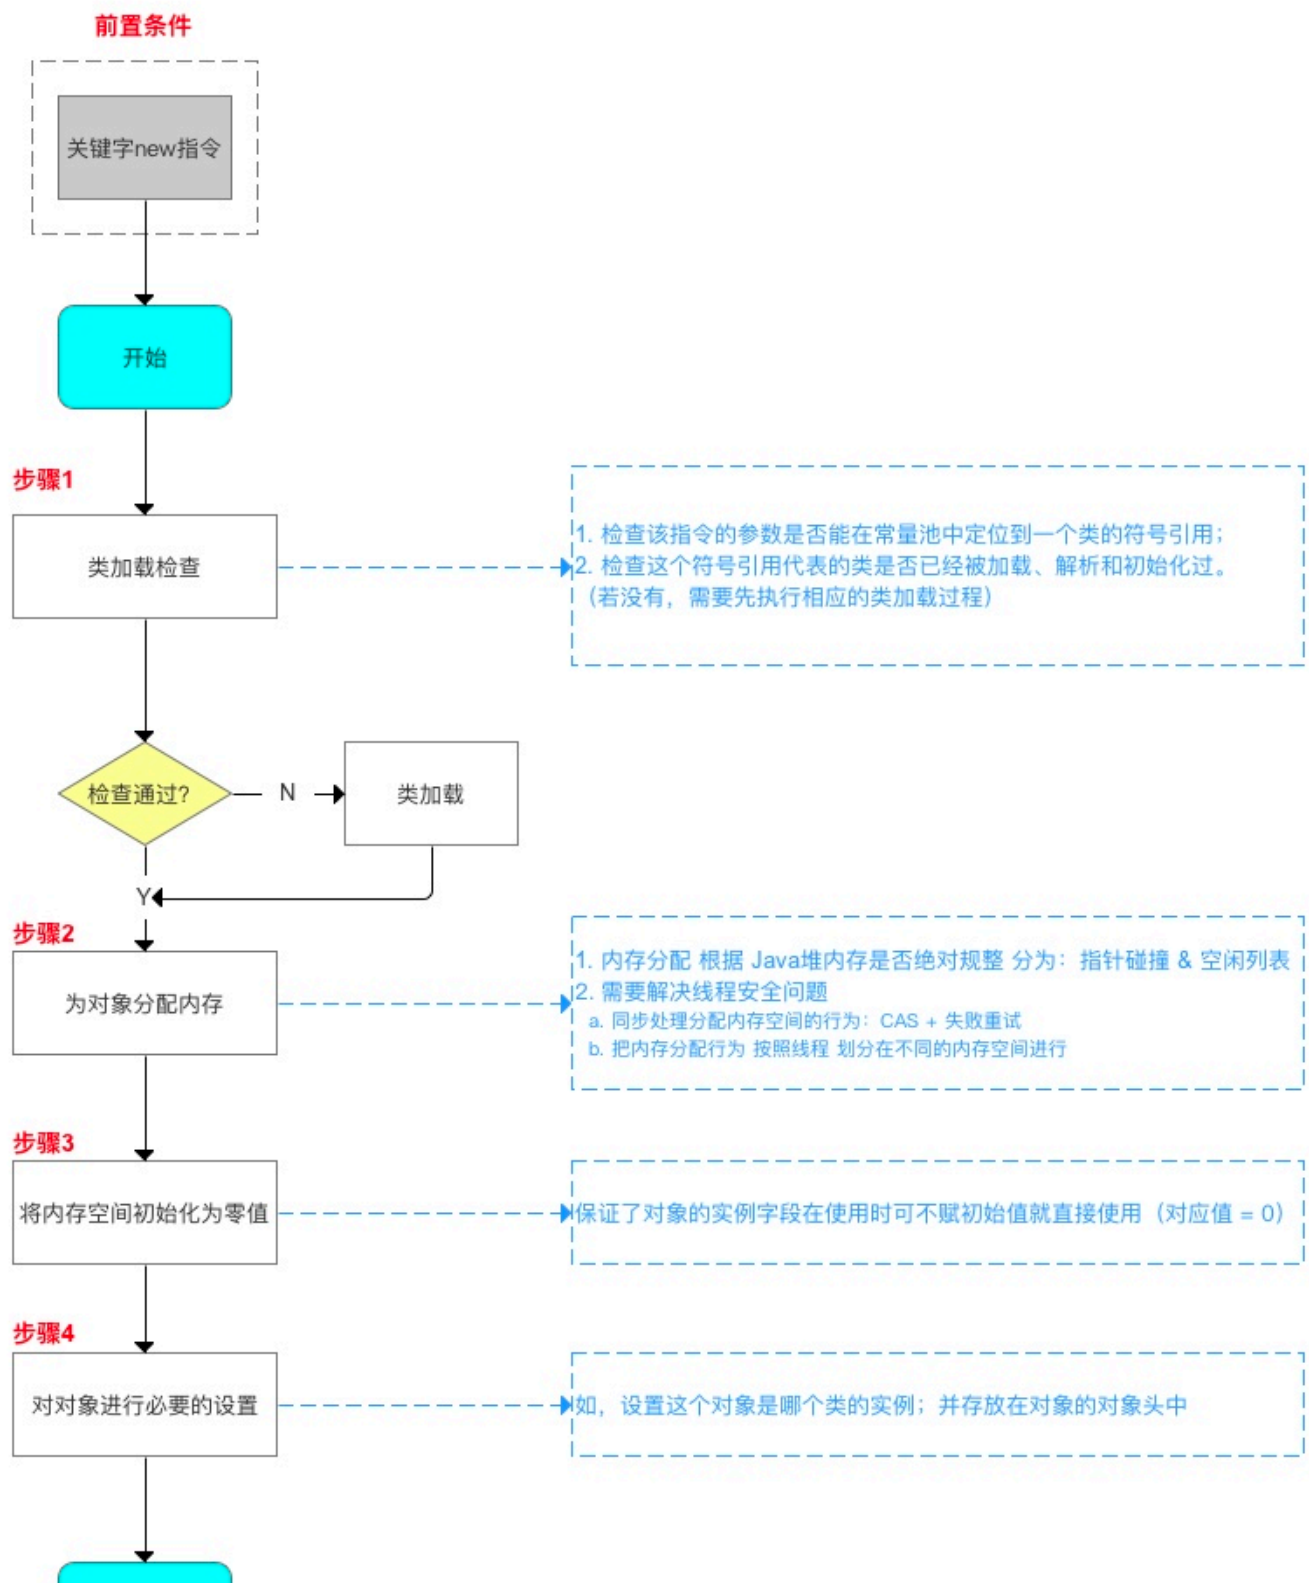 前置条件
关键字new指令
开始
步骤1
类加载检查
1. 检查该指令的参数是否能在常量池中定位到一个类的符号引用；
2. 检查这个符号引用代表的类是否已经被加载、解析和初始化过。
（若没有，需要先执行相应的类加载过程）
检查通过?
N
类加载
Y
步骤2
为对象分配内存
1. 内存分配 根据 Java堆内存是否绝对规整 分为：指针碰撞 & 空闲列表
2. 需要解决线程安全问题
a. 同步处理分配内存空间的行为：CAS + 失败重试
b. 把内存分配行为 按照线程 划分在不同的内存空间进行
步骤3
将内存空间初始化为零值
保证了对象的实例字段在使用时可不赋初始值就直接使用（对应值 = 0）
步骤4
对对象进行必要的设置
如，设置这个对象是哪个类的实例；并存放在对象的对象头中